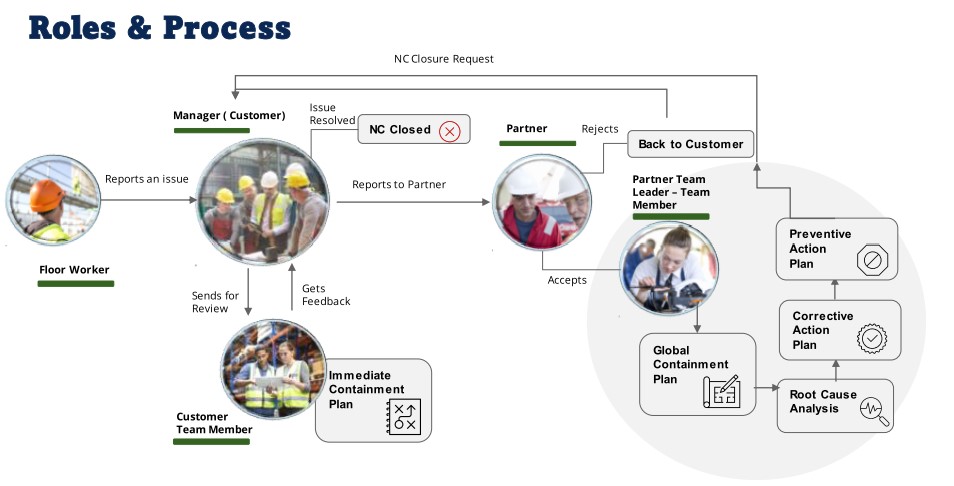 Roles & Process
NC Closure Request
Manager ( Customer)
Issue
Resolved
NC Closed
Partner
Rejects
Back to Customer
Reports an issue
Reports to Partner
Partner Team
Leader – Team
Member
Floor Worker
Accepts
Preventive
Action
Plan
Sends for
Review
Gets
Feedback
Corrective
Action
Plan
Global
Containment
Plan
Immediate
Containment
Plan
Root Cause
Analysis
Customer
Team Member